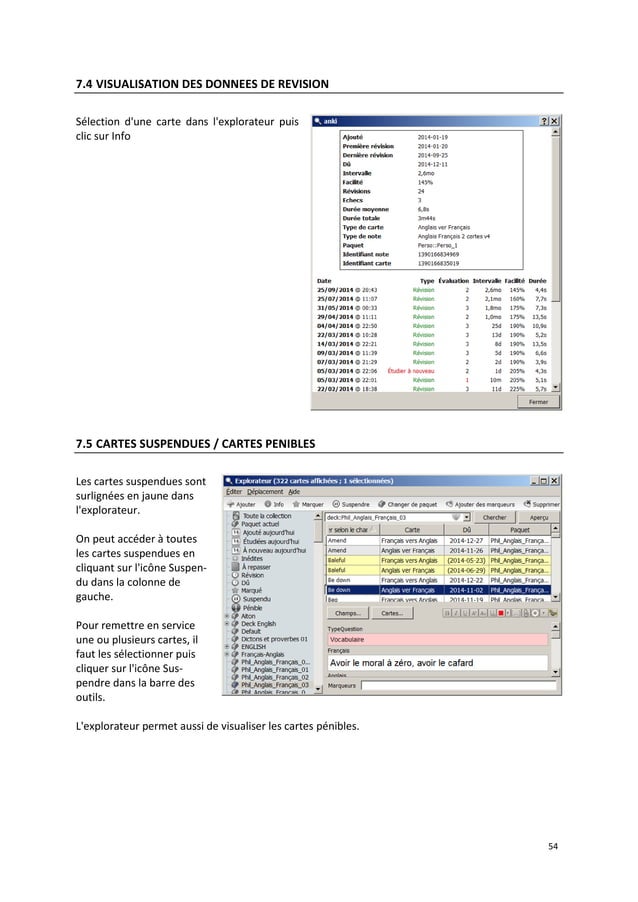 7.4 VISUALISATION DES DONNEES DE REVISION
Sélection d'une carte dans l'explorateur puis
clic sur Info
anki
Ajouté 2014-01-19
Première révision 2014-01-20
Dernière révision 2014-09-25
Dû 2014-12-11
Intervalle 2,6mo
Facilité 145%
Révisions 24
Echecs 3
Durée moyenne 6,8s
Durée totale 3m44s
Type de carte Anglais ver Français
Type de note Anglais Français 2 cartes v4
Paquet Perso::Perso_1
Identifiant note 1390166834969
Identifiant carte 1390166835019
Date Type Évaluation Intervalle Facilité Durée
25/09/2014 @ 20:43 Révision 2 2,6mo 145% 4,4s
25/07/2014 @ 11:07 Révision 2 2,1mo 160% 7,7s
31/05/2014 @ 00:33 Révision 3 1,8mo 175% 7,3s
29/04/2014 @ 11:11 Révision 2 1,0mo 175% 13,5s
04/04/2014 @ 22:50 Révision 3 25d 190% 10,9s
22/03/2014 @ 10:28 Révision 3 13d 190% 5,2s
14/03/2014 @ 22:21 Révision 3 8d 190% 13,5s
09/03/2014 @ 11:39 Révision 3 5d 190% 6,6s
07/03/2014 @ 21:29 Révision 2 2d 190% 3,9s
05/03/2014 @ 22:06 Étudier à nouveau 2 1d 205% 4,3s
05/03/2014 @ 22:01 Révision 1 10m 205% 5,1s
22/02/2014 @ 18:38 Révision 3 11d 225% 5,7s
Fermer
7.5 CARTES SUSPENDUES / CARTES PENIBLES
Les cartes suspendues sont
surlignées en jaune dans
l'explorateur.
On peut accéder à toutes
les cartes suspendues en
cliquant sur l'icône Suspen-
du dans la colonne de
gauche.
Pour remettre en service
une ou plusieurs cartes, il
faut les sélectionner puis
cliquer sur l'icône Sus-
pendre dans la barre des
outils.
Explorateur (322 cartes affichées ; 1 sélectionnées)
Éditer Déplacement Aide
Ajouter Info Marquer Suspendre Changer de paquet Ajouter des marqueurs Supprimer
Toute la collection
Paquet actuel
Ajouté aujourd'hui
Étudiées aujourd'hui
À nouveau aujourd'hui
Inédites
À repasser
Révision
Dû
Marqué
Suspendu
Pénible
Aiton
Deck English
Default
Dictons et proverbes 01
ENGLISH
Français-Anglais
Phil_Anglais_Français_0...
Phil_Anglais_Français_01
Phil_Anglais_Français_02
Phil_Anglais_Français_03
deck:Phil_Anglais_Français_03 Chercher Aperçu
r selon le char Carte Dû Paquet
Amend Français vers Anglais 2014-12-27 Phil_Anglais_Français...
Amend Anglais ver Français 2014-11-26 Phil_Anglais_Français...
Baleful Français vers Anglais (2014-05-23) Phil_Anglais_Français...
Baleful Anglais ver Français (2014-06-29) Phil_Anglais_Français...
Be down Français vers Anglais 2014-12-22 Phil_Anglais_Français...
Be down Anglais ver Français 2014-11-02 Phil_Anglais_Français...
Beg Anglais ver Français 2014-11-19 Phil_Anglais_Français
Champs... Cartes...
TypeQuestion
Vocabulaire
Français
Avoir le moral à zéro, avoir le cafard
Anglais
Marqueurs
L'explorateur permet aussi de visualiser les cartes pénibles.
54